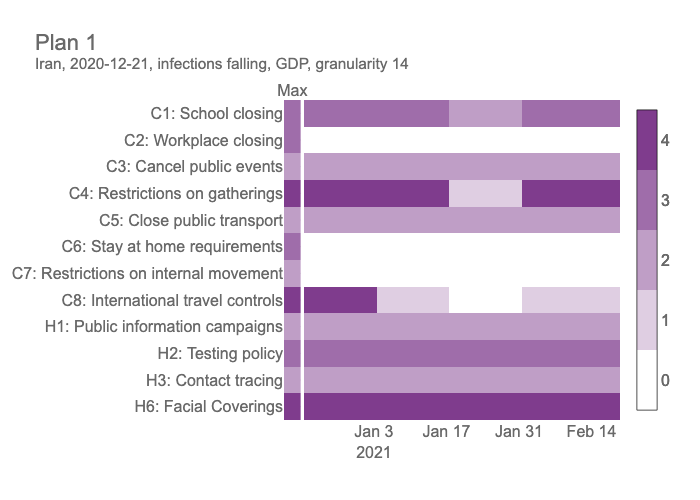 Plan 1
Iran, 2020-12-21, infections falling, GDP, granularity 14
Max
C1: School closing
C2: Workplace closing
C3: Cancel public events
C4: Restrictions on gatherings
C5: Close public transport
C6: Stay at home requirements
C7: Restrictions on internal movement
C8: International travel controls
H1: Public information campaigns
H2: Testing policy
H3: Contact tracing
H6: Facial Coverings
4
3
2
1
0
Jan 3 Jan 17 Jan 31 Feb 14
2021